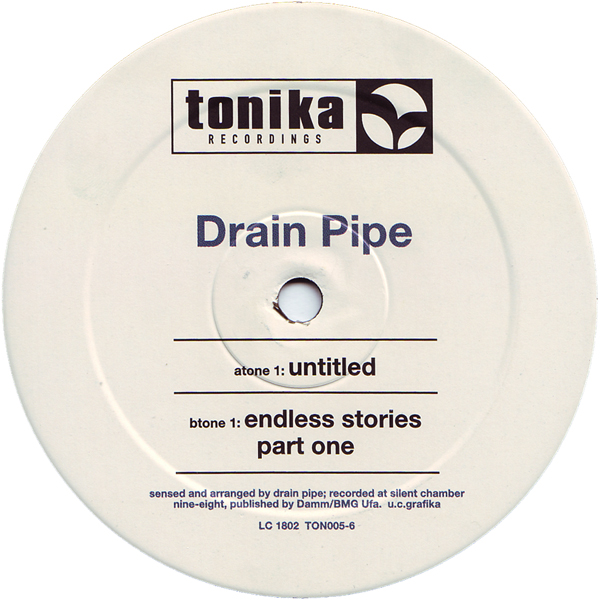 tonika
RECORDINGS
Drain Pipe
atone 1: untitled
btone 1: endless stories
part one
sensed and arranged by drain pipe; recorded at silent chamber
nine-eight, published by Damm/BMG Ufa. u.c.grafika
LC 1802 TON005-6